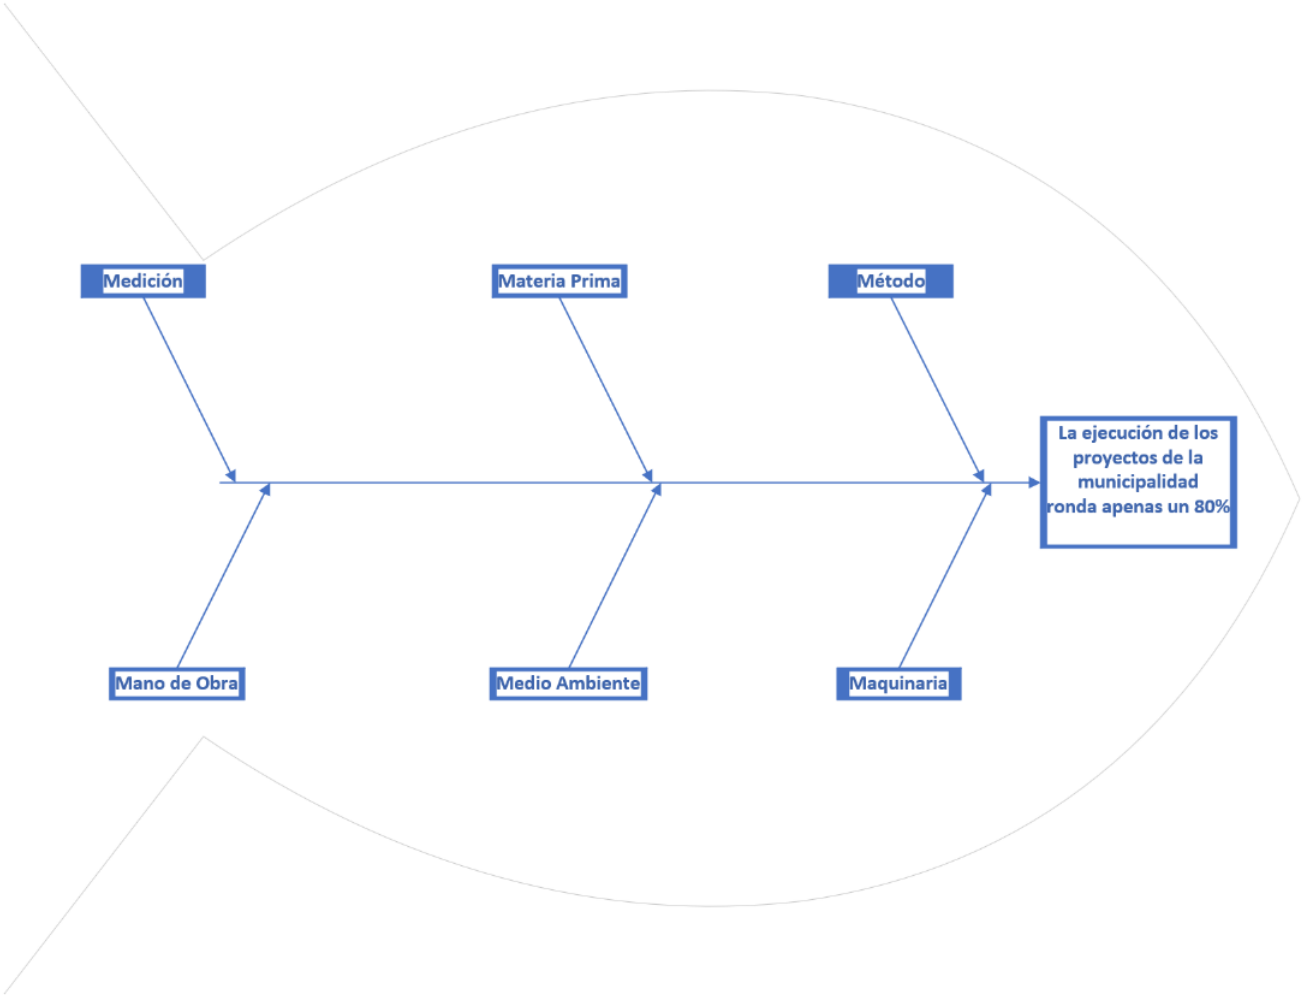 Medición
Materia Prima
Método
La ejecución de los
proyectos de la
municipalidad
ronda apenas un 80%
Mano de Obra
Medio Ambiente
Maquinaria